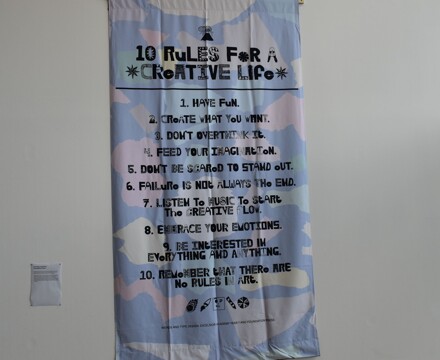 10 RULES FOR A
CREATIVE LIFE
1. HAVE FUN.
2. CREATE WHAT YOU WANT.
3. DON'T OVERTHINK IT.
4. FEED YOUR IMAGINATION.
5. DON'T BE SCARED TO STAND OUT.
6. FAILURE IS NOT ALWAYS THE END.
7. LISTEN TO MUSIC TO START
THE CREATIVE FLOW.
8. EMBRACE YOUR EMOTIONS.
9. BE INTERESTED IN
EVERYTHING AND ANYTHING.
10. REMEMBER THAT THERE ARE
NO RULES IN ART.